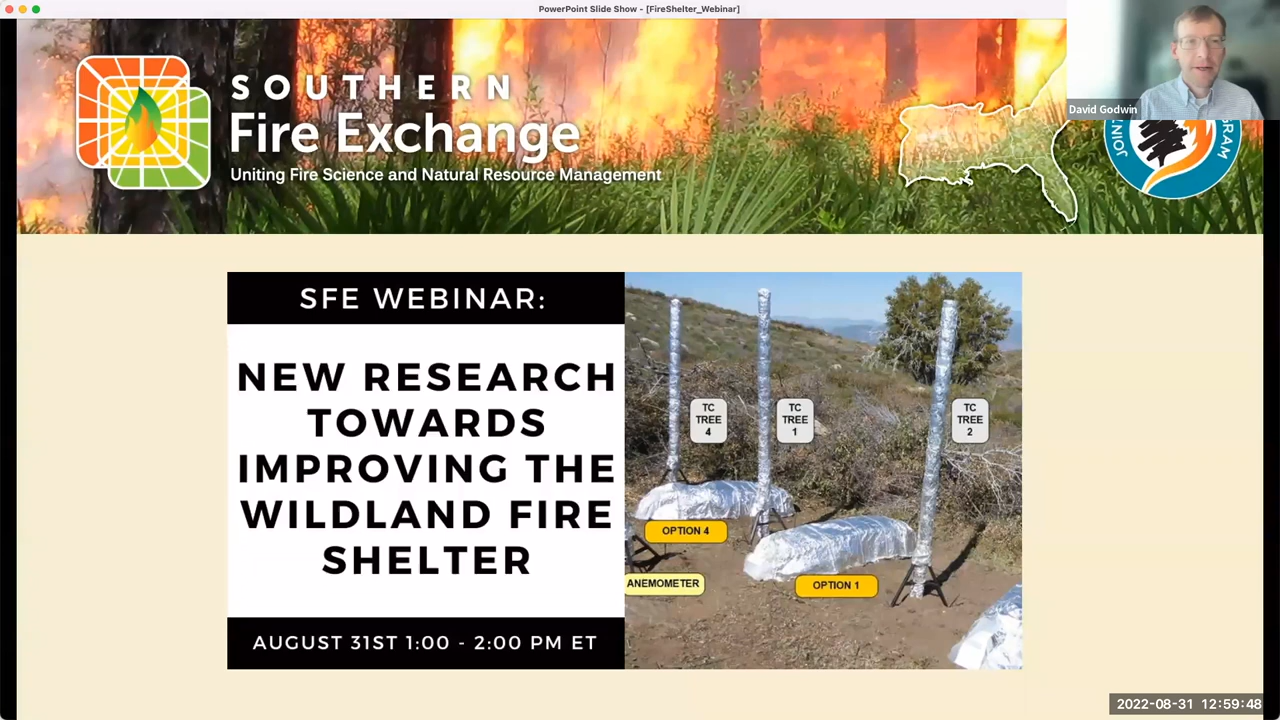 PowerPoint Slide Show - [FireShelter_Webinar]
SOUTHERN
Fire Exchange
Uniting Fire Science and Natural Resource Management
David Godwin
JOIN
GRAM
SFE WEBINAR:
NEW RESEARCH
TOWARDS
IMPROVING THE
WILDLAND FIRE
SHELTER
AUGUST 31ST 1:00 - 2:00 PM ET
TC
TREE
4
TC
TREE
1
TC
TREE
2
OPTION 4
ANEMOMETER
OPTION 1
2022-08-31 12:59:48